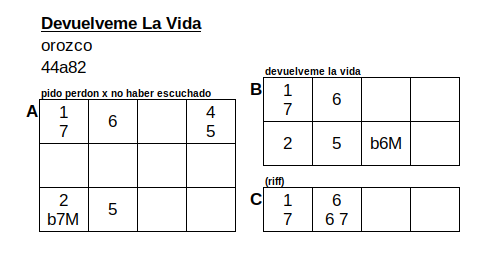 Devuelveme La Vida
orozco
44a82
pido perdon x no haber escuchado
A
1 4
7 6 5
2
b7M 5
devuelveme la vida
B
1
7 6
2 5 b6M
(riff)
C
1 6
7 6 7